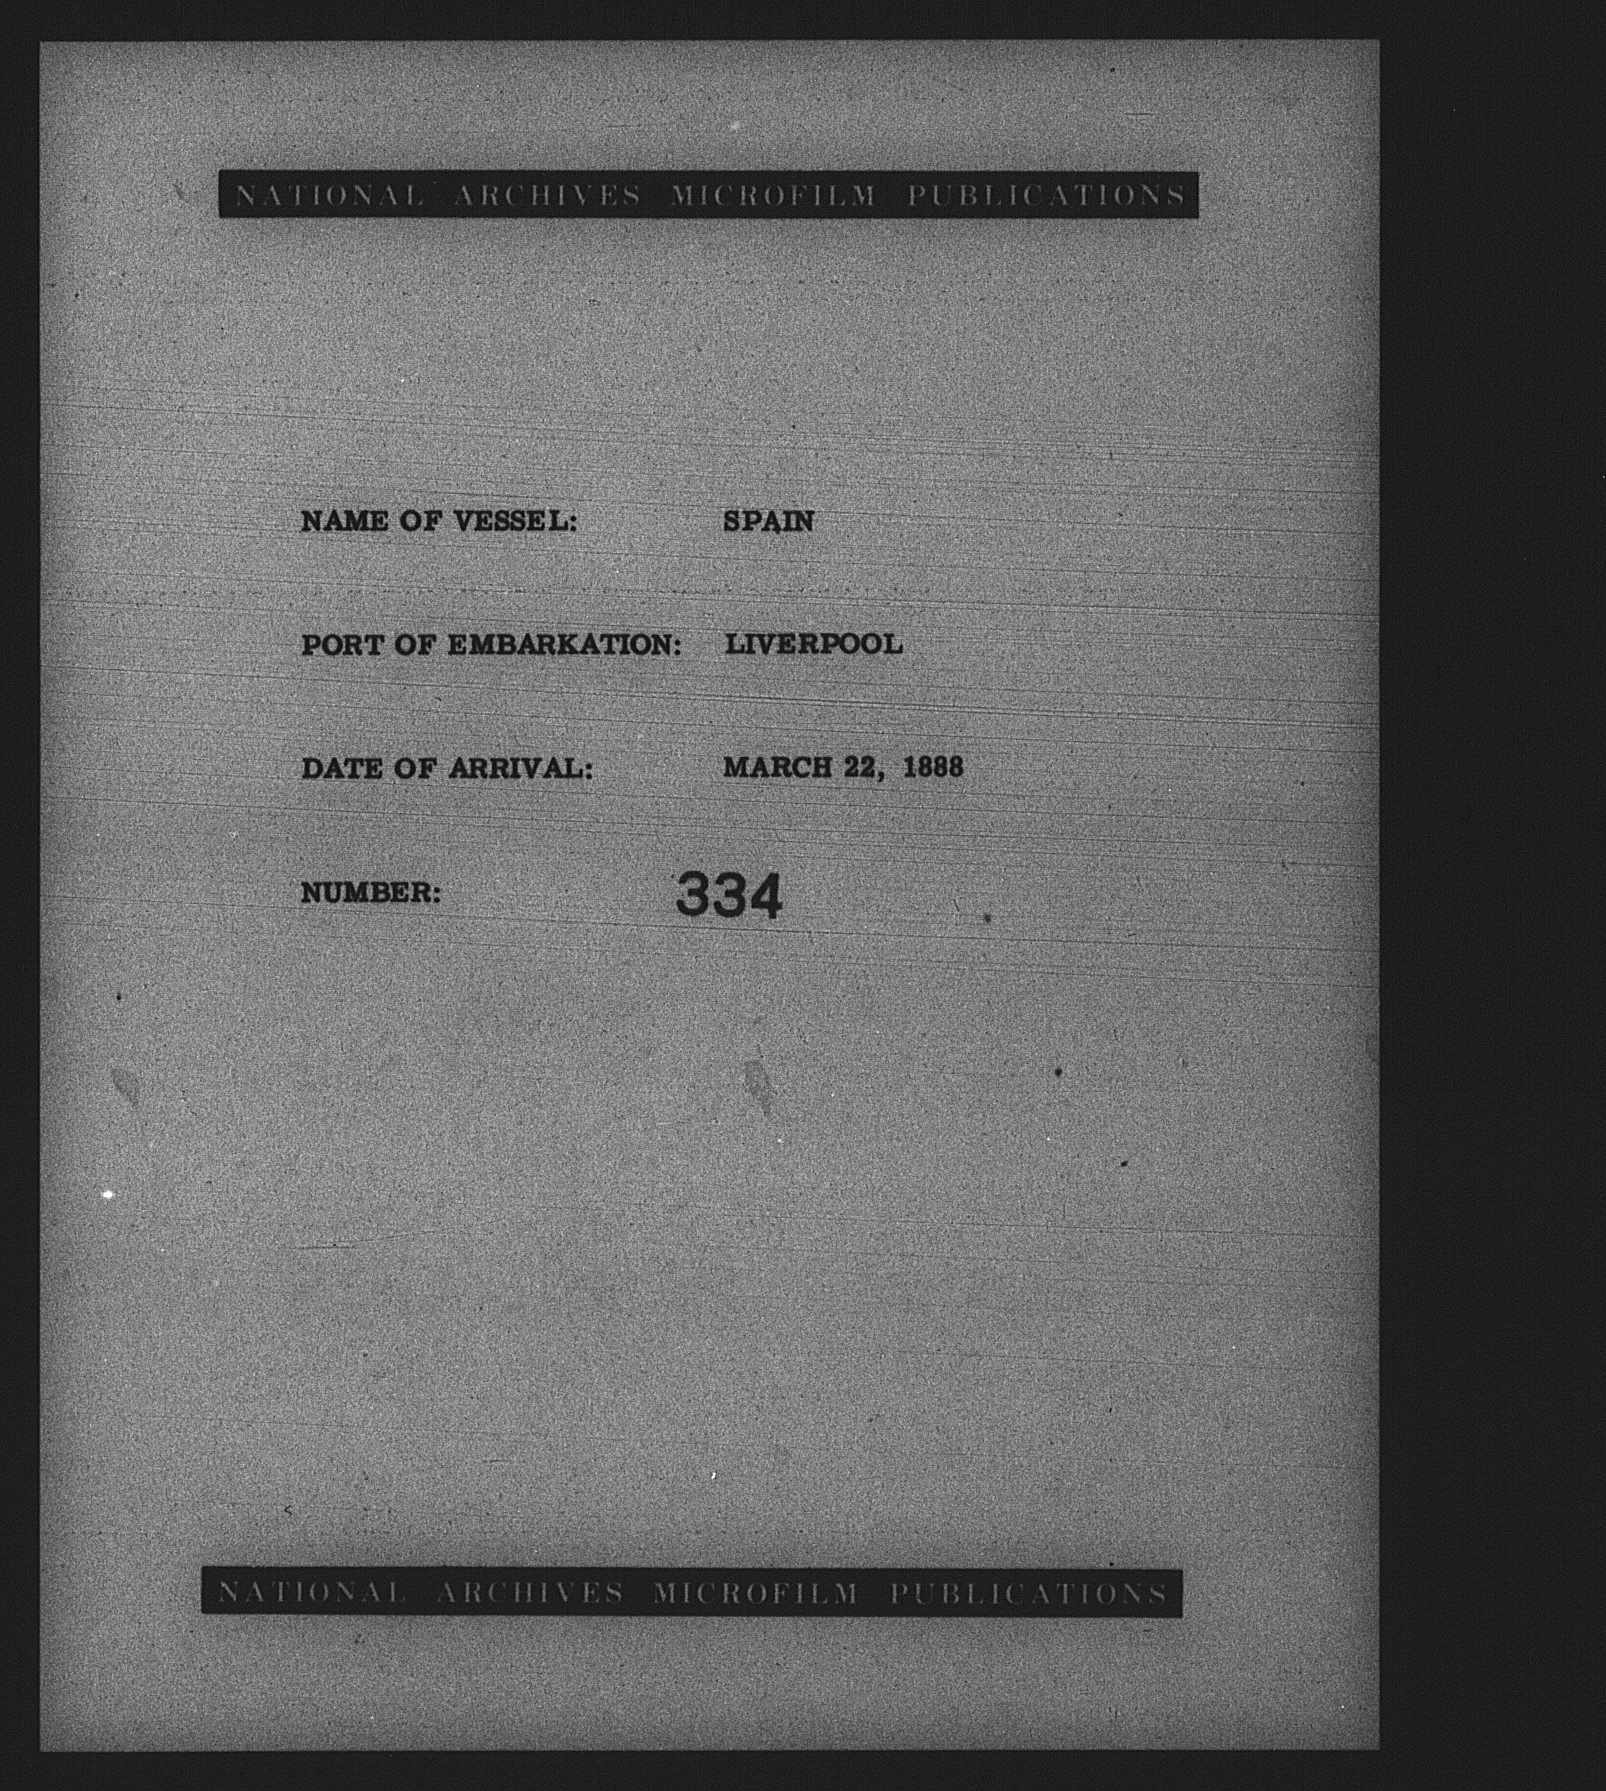 NATIONAL ARCHIVES MICROFILM PUBLICATIONS
NAME OF VESSEL: SPAIN
PORT OF EMBARKATION: LIVERPOOL
DATE OF ARRIVAL: MARCH 22, 1888
NUMBER: 334
NATIONAL ARCHIVES MICROFILM PUBLICATIONS